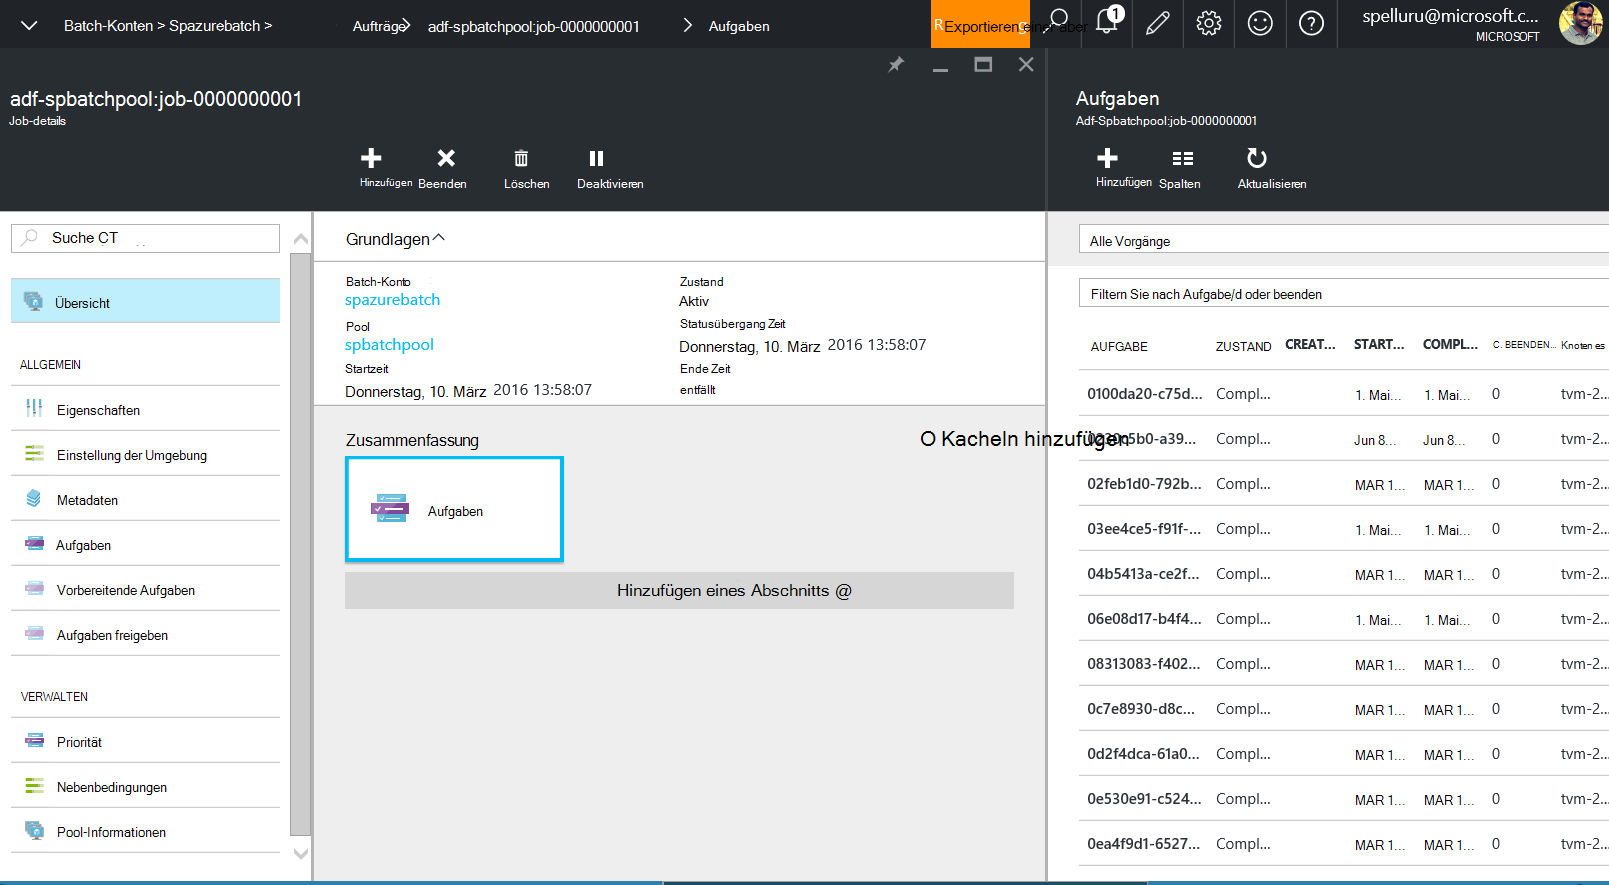 Batch-Konten > Spazurebatch >
Aufträge
adf-spbatchpool:job-0000000001
Aufgaben
Exportieren einer aber
1
spelluru@microsoft.c...
MICROSOFT
adf-spbatchpool:job-0000000001
Job-details
Hinzufügen
Beenden
Löschen
Deaktivieren
Aufgaben
Adf-Spbatchpool:job-0000000001
Hinzufügen
Spalten
Aktualisieren
Suche CT
Übersicht
ALLGEMEIN
Eigenschaften
Einstellung der Umgebung
Metadaten
Aufgaben
Vorbereitende Aufgaben
Aufgaben freigeben
VERWALTEN
Priorität
Nebenbedingungen
Pool-Informationen
Grundlagen
Batch-Konto
spazurebatch
Pool
spbatchpool
Startzeit
Donnerstag, 10. März 2016 13:58:07
Zustand
Aktiv
Statusübergang Zeit
Donnerstag, 10. März 2016 13:58:07
Ende Zeit
entfällt
Zusammenfassung
O Kacheln hinzufügen
Aufgaben
Hinzufügen eines Abschnitts @
Alle Vorgänge
Filtern Sie nach Aufgabe/d oder beenden
AUFGABE ZUSTAND CREAT... START... COMPL... C. BEENDEN... Knoten es
0100da20-c75d... Compl... 1. Mai... 1. Mai... 0 tvm-2...
0230c5b0-a39... Compl... Jun 8... Jun 8... 0 tvm-2...
02feb1d0-792b... Compl... MAR 1... MAR 1... 0 tvm-2...
03ee4ce5-f91f-... Compl... 1. Mai... 1. Mai... 0 tvm-2...
04b5413a-ce2f... Compl... MAR 1... MAR 1... 0 tvm-2...
06e08d17-b4f4... Compl... 1. Mai... 1. Mai... 0 tvm-2...
08313083-f402... Compl... MAR 1... MAR 1... 0 tvm-2...
0c7e8930-d8c... Compl... MAR 1... MAR 1... 0 tvm-2...
0d2f4dca-61a0... Compl... MAR 1... MAR 1... 0 tvm-2...
0e530e91-c524... Compl... MAR 1... MAR 1... 0 tvm-2...
0ea4f9d1-6527... Compl... MAR 1... MAR 1... 0 tvm-2...